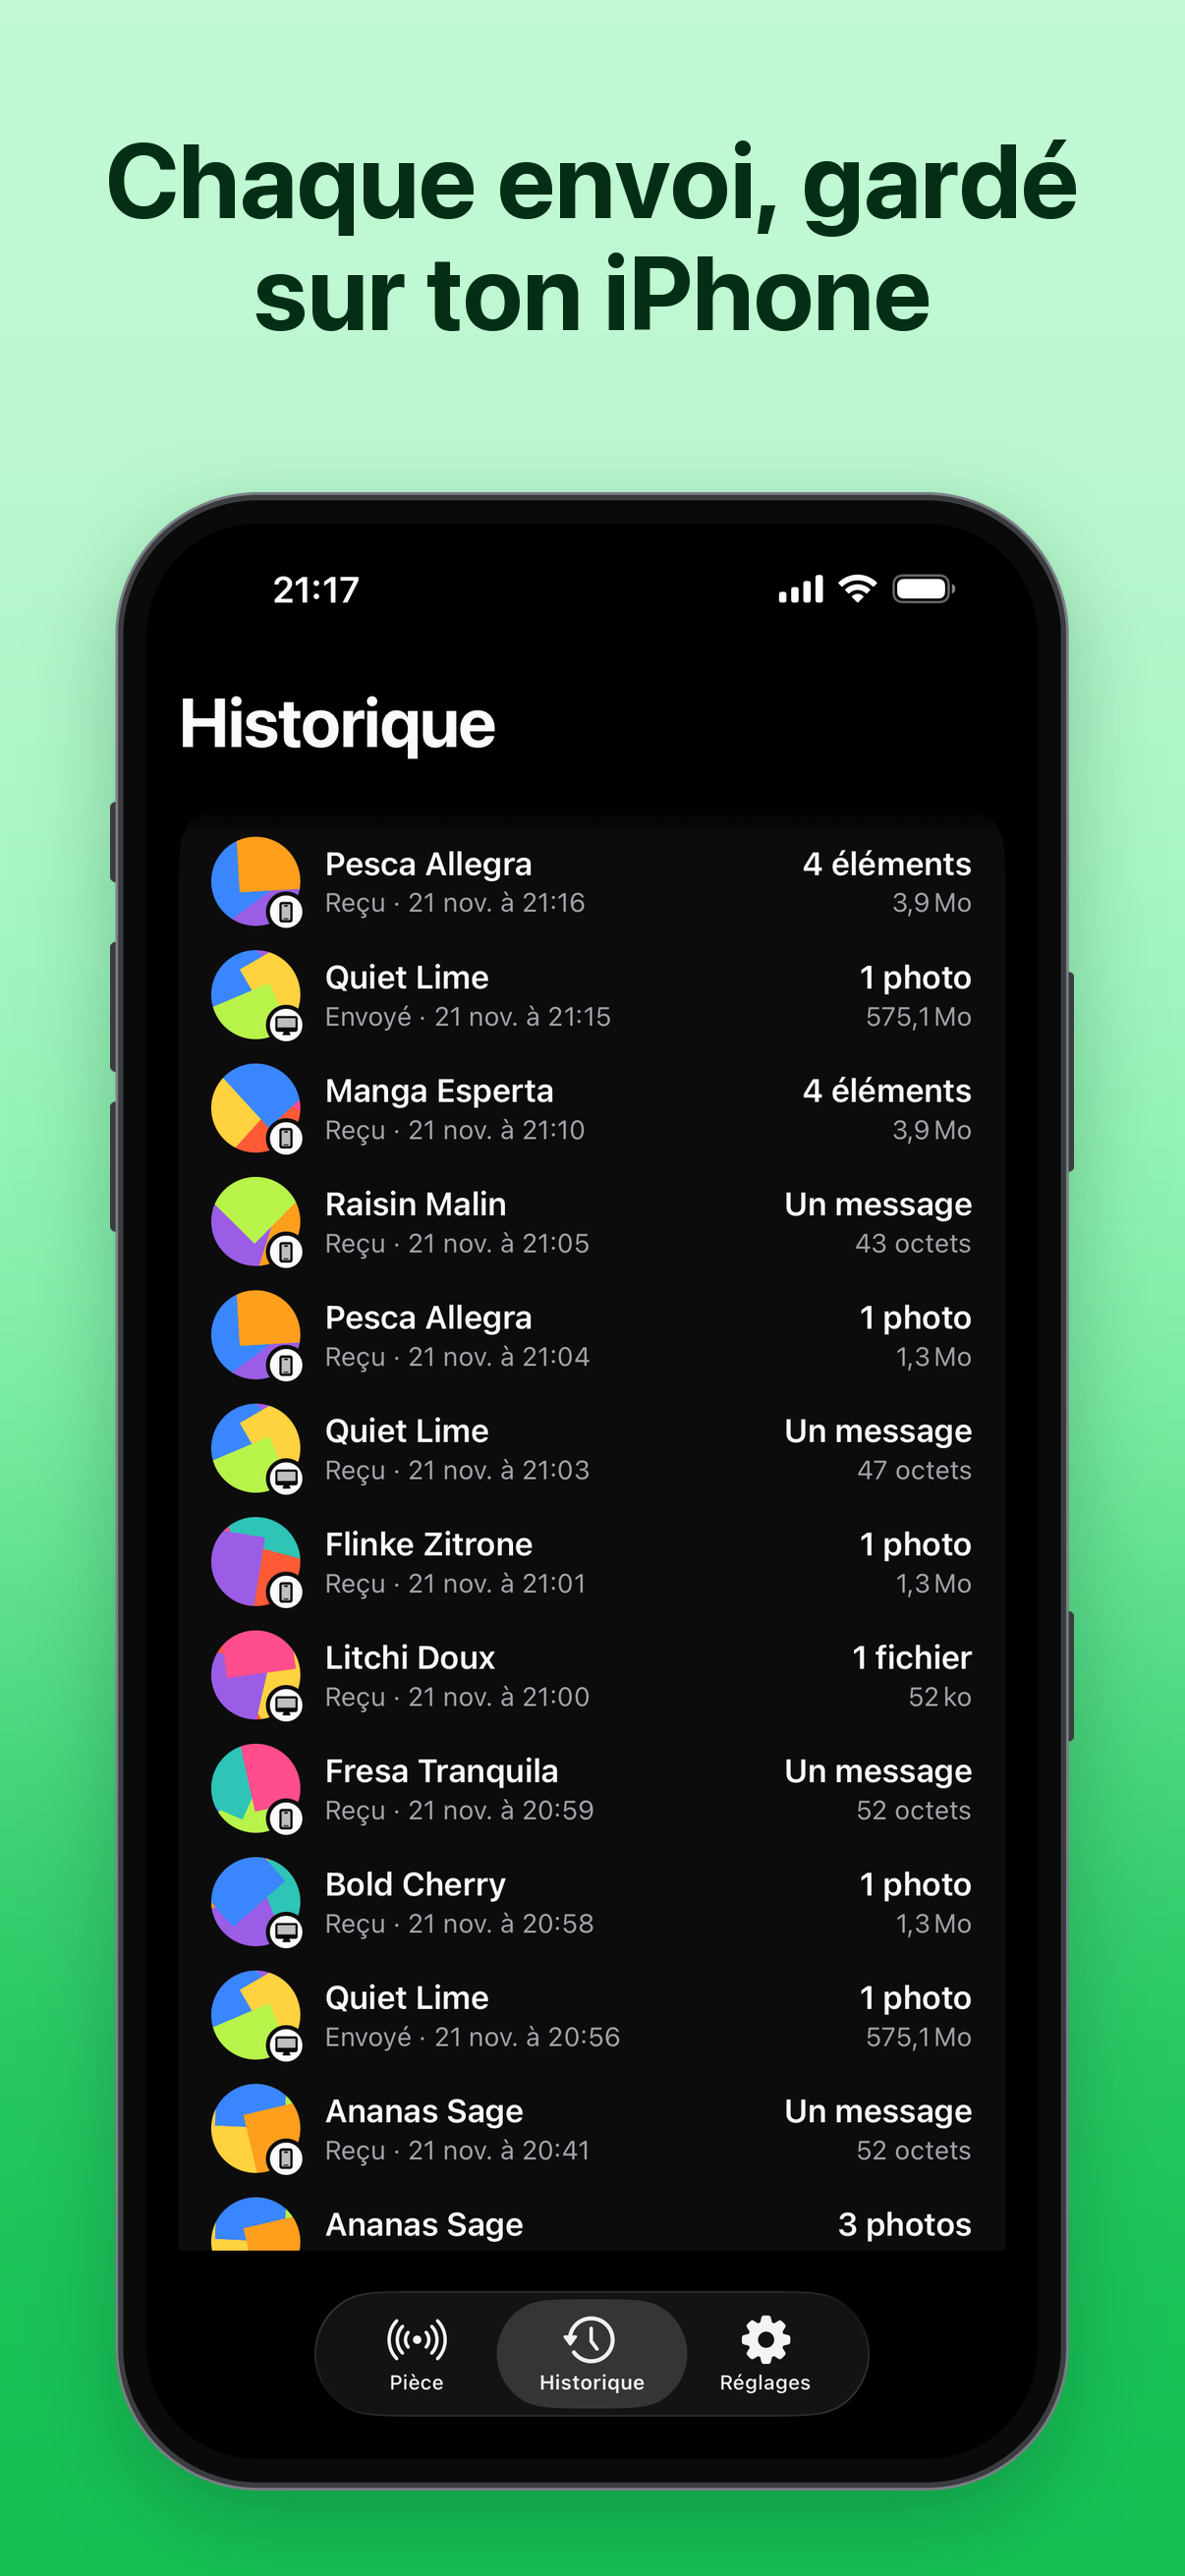 Chaque envoi, gardé
sur ton iPhone
21:17
Historique
Pesca Allegra
4 éléments
Reçu · 21 nov. à 21:16
3,9 Mo
Quiet Lime
1 photo
Envoyé · 21 nov. à 21:15
575,1 Mo
Manga Esperta
4 éléments
Reçu · 21 nov. à 21:10
3,9 Mo
Raisin Malin
Un message
Reçu · 21 nov. à 21:05
43 octets
Pesca Allegra
1 photo
Reçu · 21 nov. à 21:04
1,3 Mo
Quiet Lime
Un message
Reçu · 21 nov. à 21:03
47 octets
Flinke Zitrone
1 photo
Reçu · 21 nov. à 21:01
1,3 Mo
Litchi Doux
1 fichier
Reçu · 21 nov. à 21:00
52 ko
Fresa Tranquila
Un message
Reçu · 21 nov. à 20:59
52 octets
Bold Cherry
1 photo
Reçu · 21 nov. à 20:58
1,3 Mo
Quiet Lime
1 photo
Envoyé · 21 nov. à 20:56
575,1 Mo
Ananas Sage
Un message
Reçu · 21 nov. à 20:41
52 octets
Ananas Sage
3 photos
Pièce
Historique
Réglages